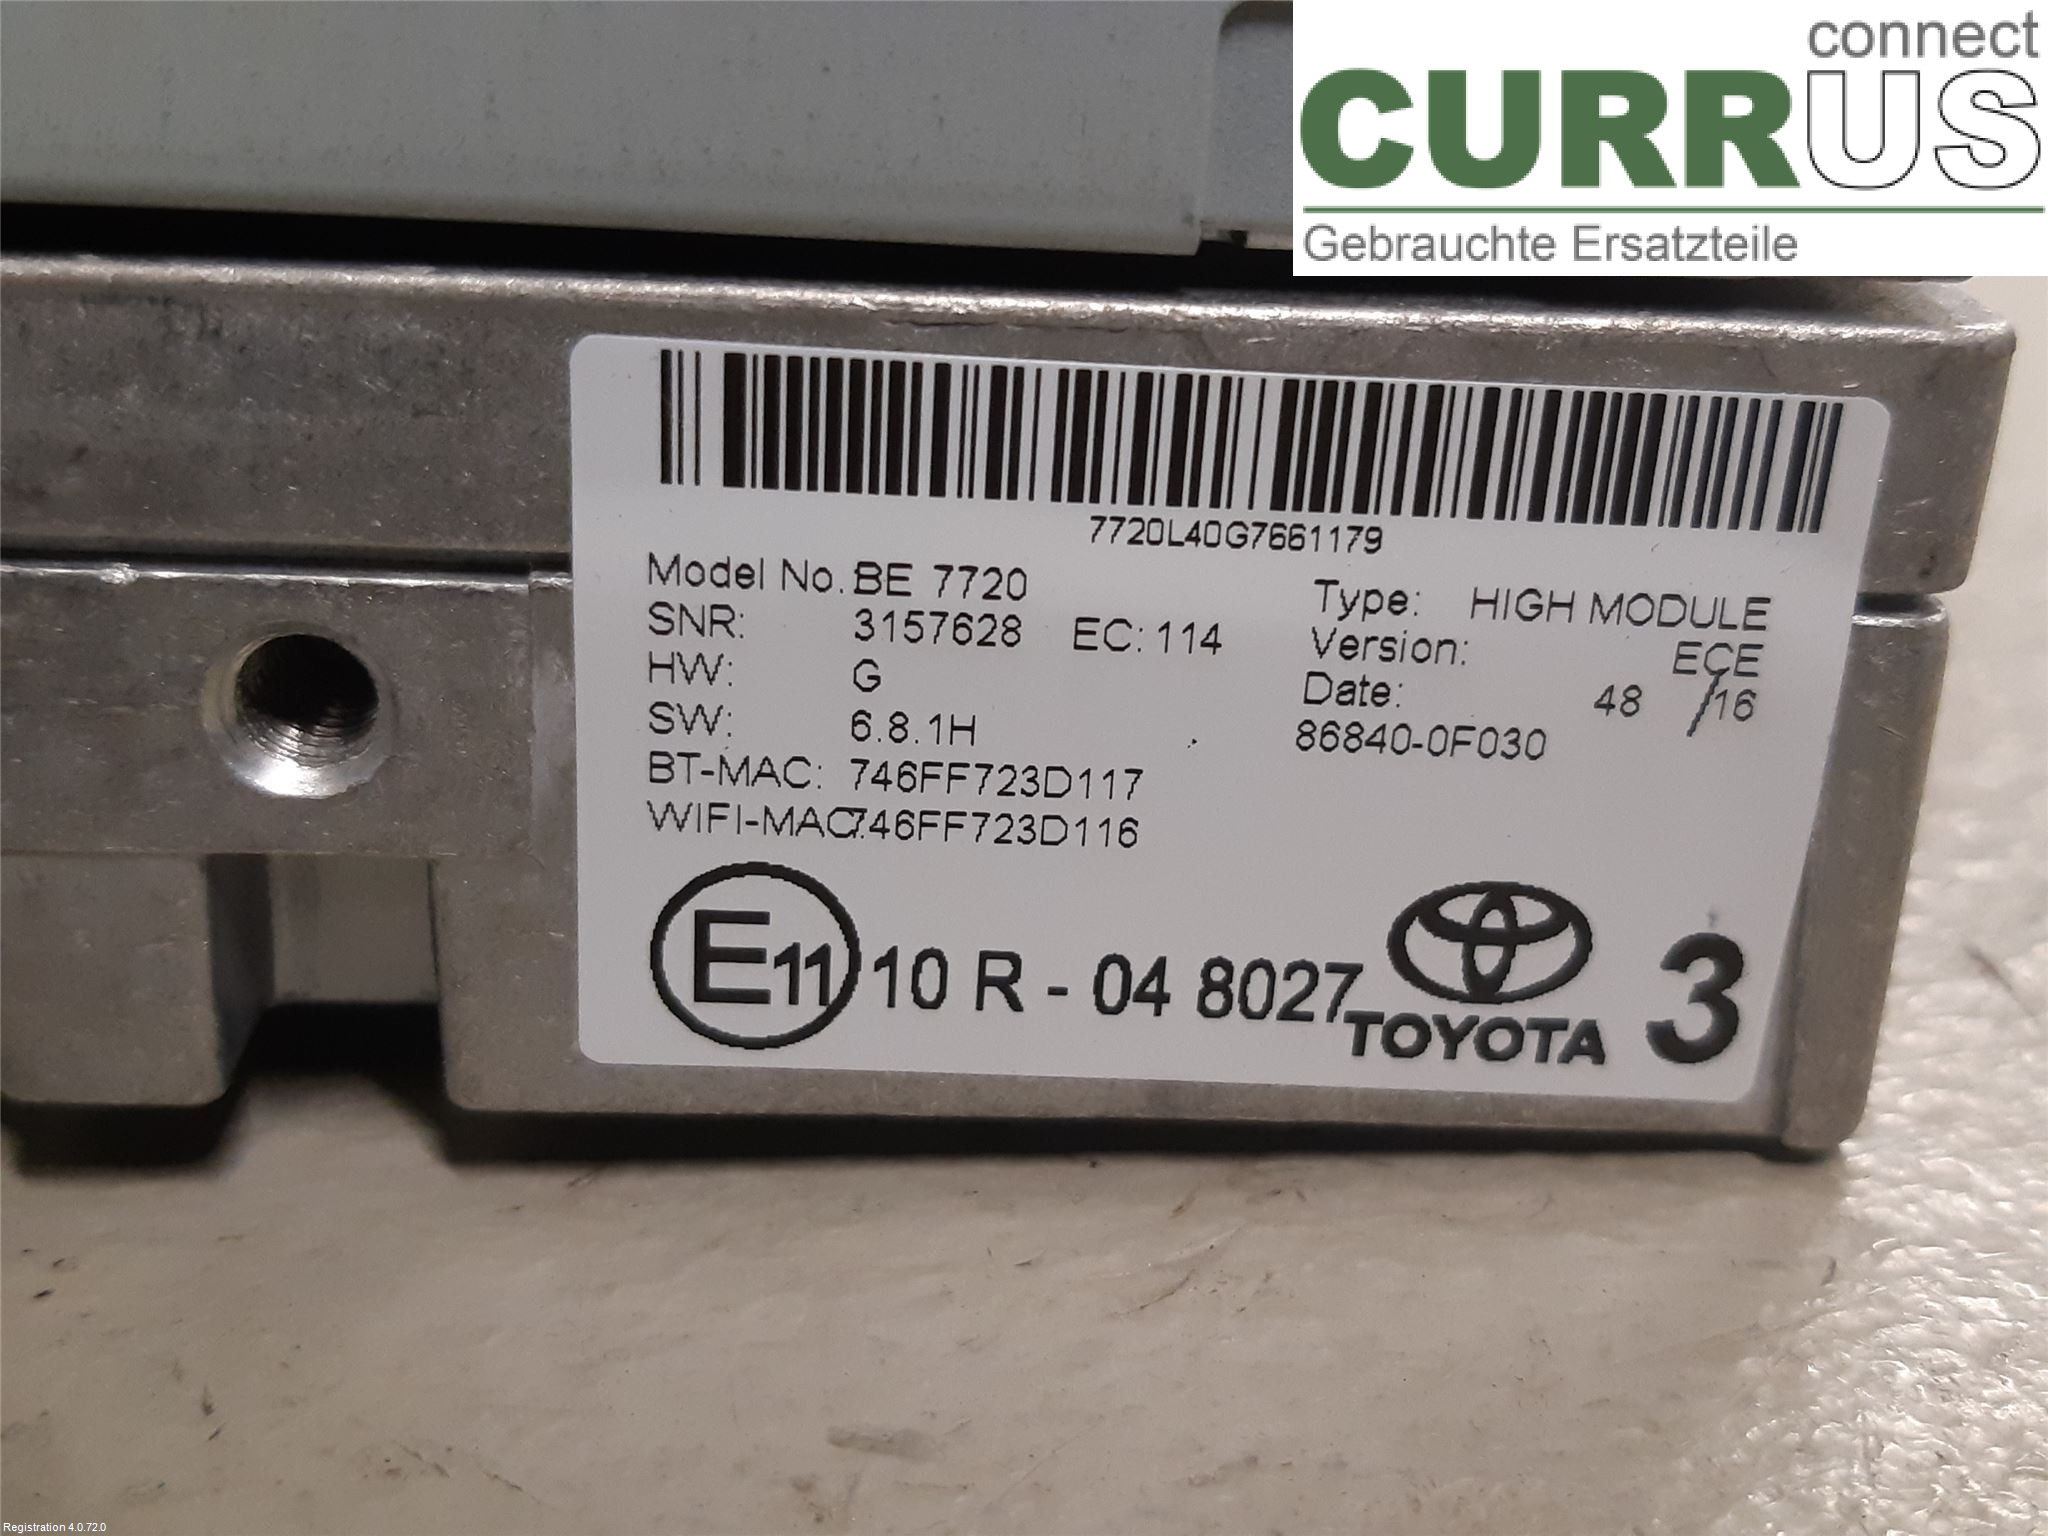 connect
CURRUS
Gebrauchte Ersatzteile
7720L40G7661179
Model No.: BE 7720
SNR: 3157628 EC: 114
HW: G
SW: 6.8.1H
BT-MAC: 746FF723D117
WIFI-MAC: 746FF723D116
Type: HIGH MODULE
Version: ECE
Date: 48 /16
86840-0F030
E11 10 R - 04 8027
TOYOTA
3
Registration 4.0.72.0